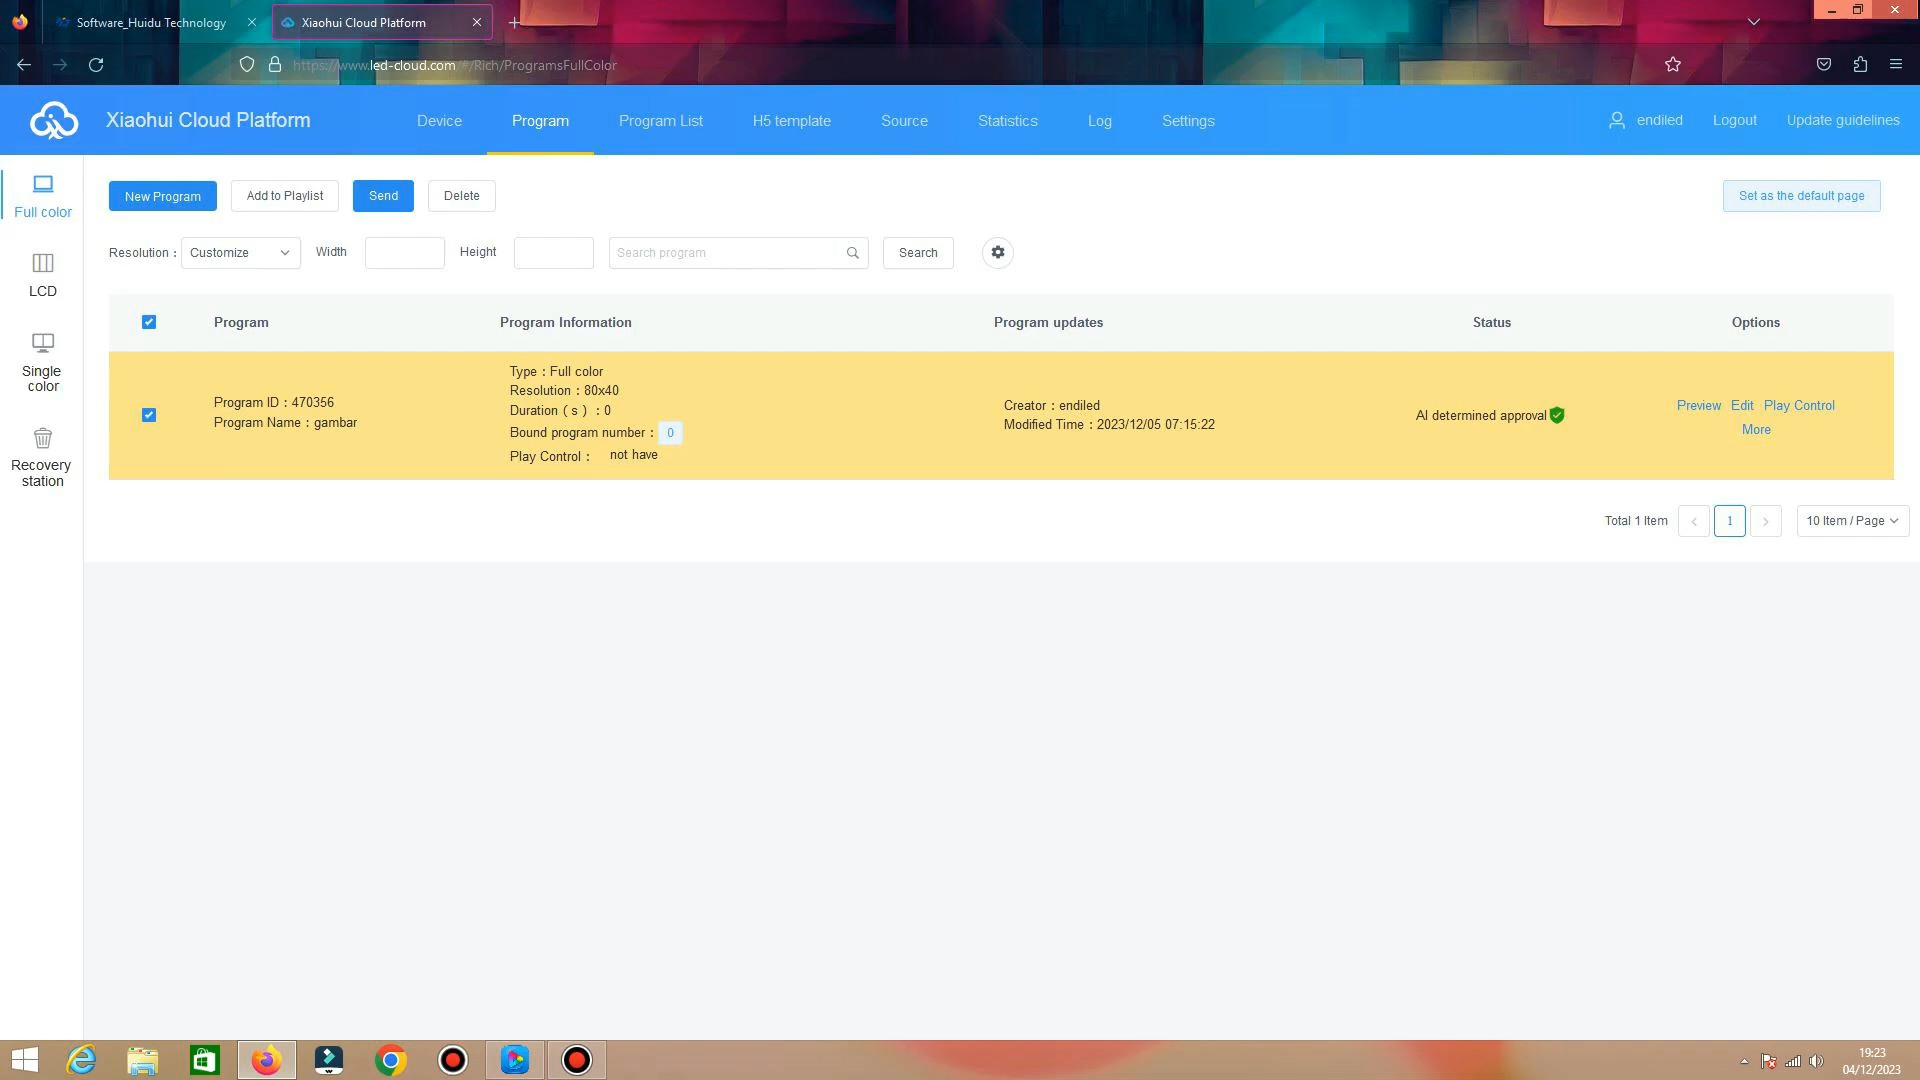 Software_Huidu Technology
Xiaohui Cloud Platform
https://www.led-cloud.com/#/Rich/ProgramsFullColor
Xiaohui Cloud Platform
Device
Program
Program List
H5 template
Source
Statistics
Log
Settings
endiled
Logout
Update guidelines
Full color
LCD
Single
color
Recovery
station
New Program
Add to Playlist
Send
Delete
Set as the default page
Resolution :
Customize
Width
Height
Search program
Search
Program
Program Information
Program updates
Status
Options
Program ID : 470356
Program Name : gambar
Type : Full color
Resolution : 80x40
Duration ( s ) : 0
Bound program number : 0
Play Control : not have
Creator : endiled
Modified Time : 2023/12/05 07:15:22
AI determined approval
Preview Edit Play Control
More
Total 1 Item
1
10 Item / Page
19:23
04/12/2023